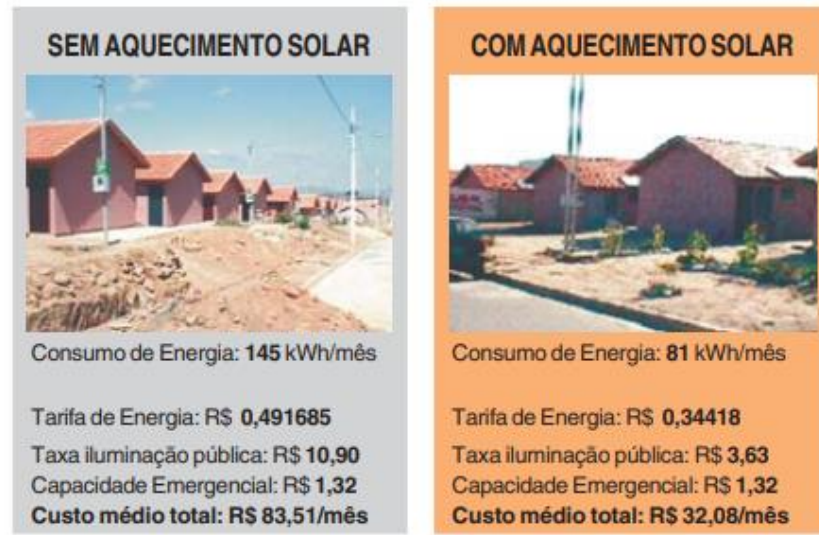 SEM AQUECIMENTO SOLAR
Consumo de Energia: 145 kWh/mês
Tarifa de Energia: R$ 0,491685
Taxa iluminação pública: R$ 10,90
Capacidade Emergencial: R$ 1,32
Custo médio total: R$ 83,51/mês
COM AQUECIMENTO SOLAR
Consumo de Energia: 81 kWh/mês
Tarifa de Energia: R$ 0,34418
Taxa iluminação pública: R$ 3,63
Capacidade Emergencial: R$ 1,32
Custo médio total: R$ 32,08/mês